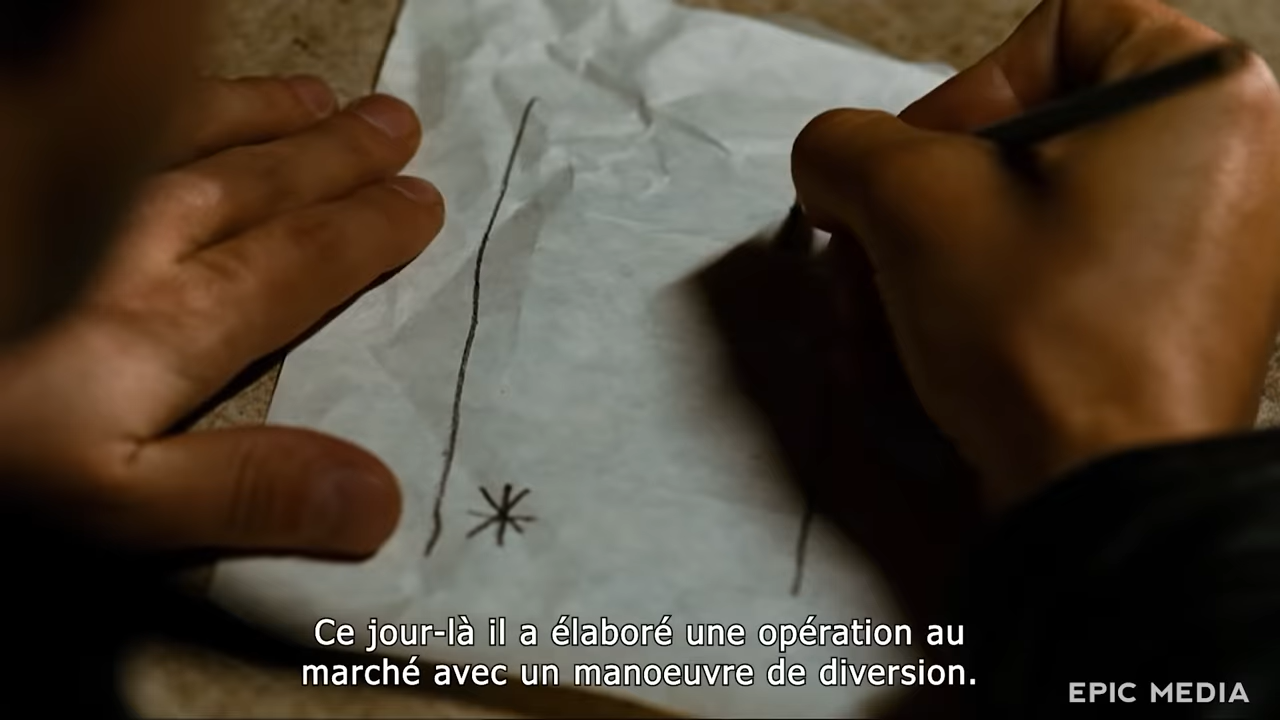 Ce jour-là il a élaboré une opération au
marché avec un manoeuvre de diversion.
EPIC MEDIA